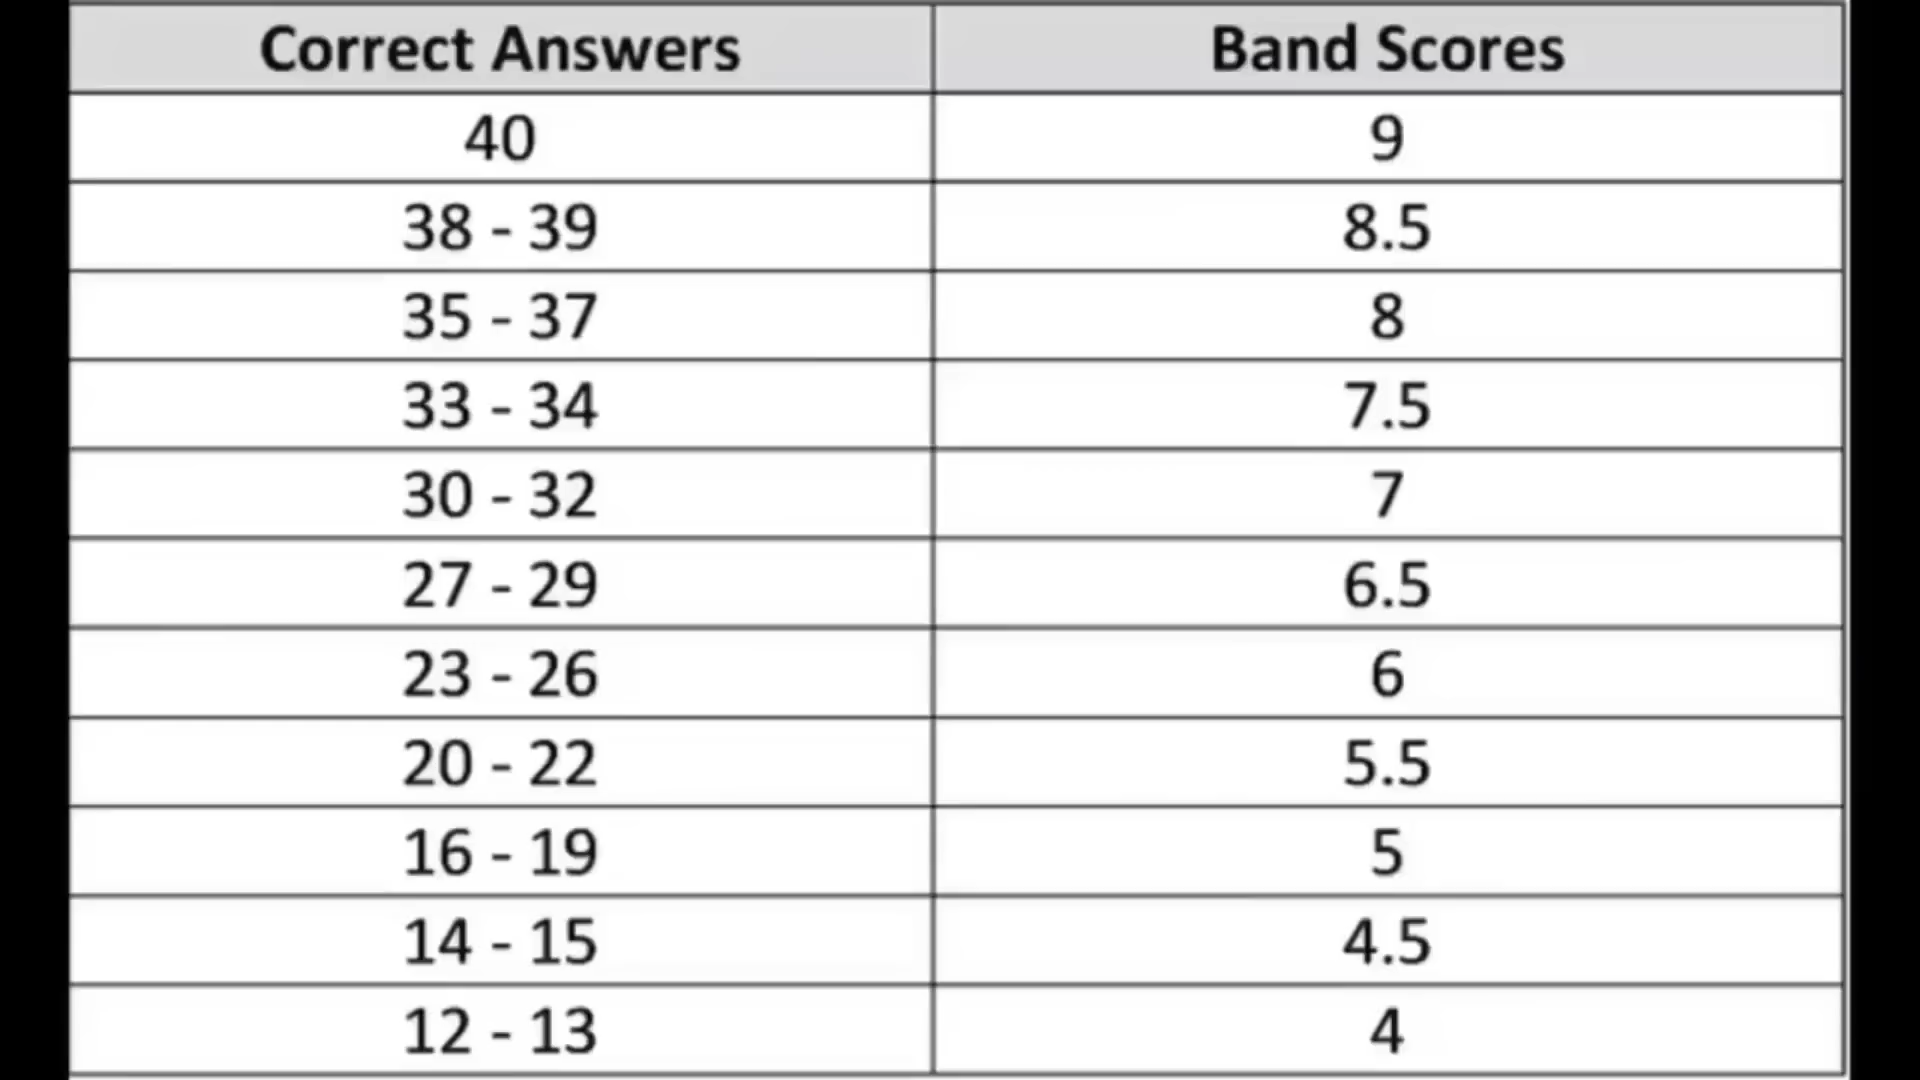 Correct Answers Band Scores
40 9
38 - 39 8.5
35 - 37 8
33 - 34 7.5
30 - 32 7
27 - 29 6.5
23 - 26 6
20 - 22 5.5
16 - 19 5
14 - 15 4.5
12 - 13 4